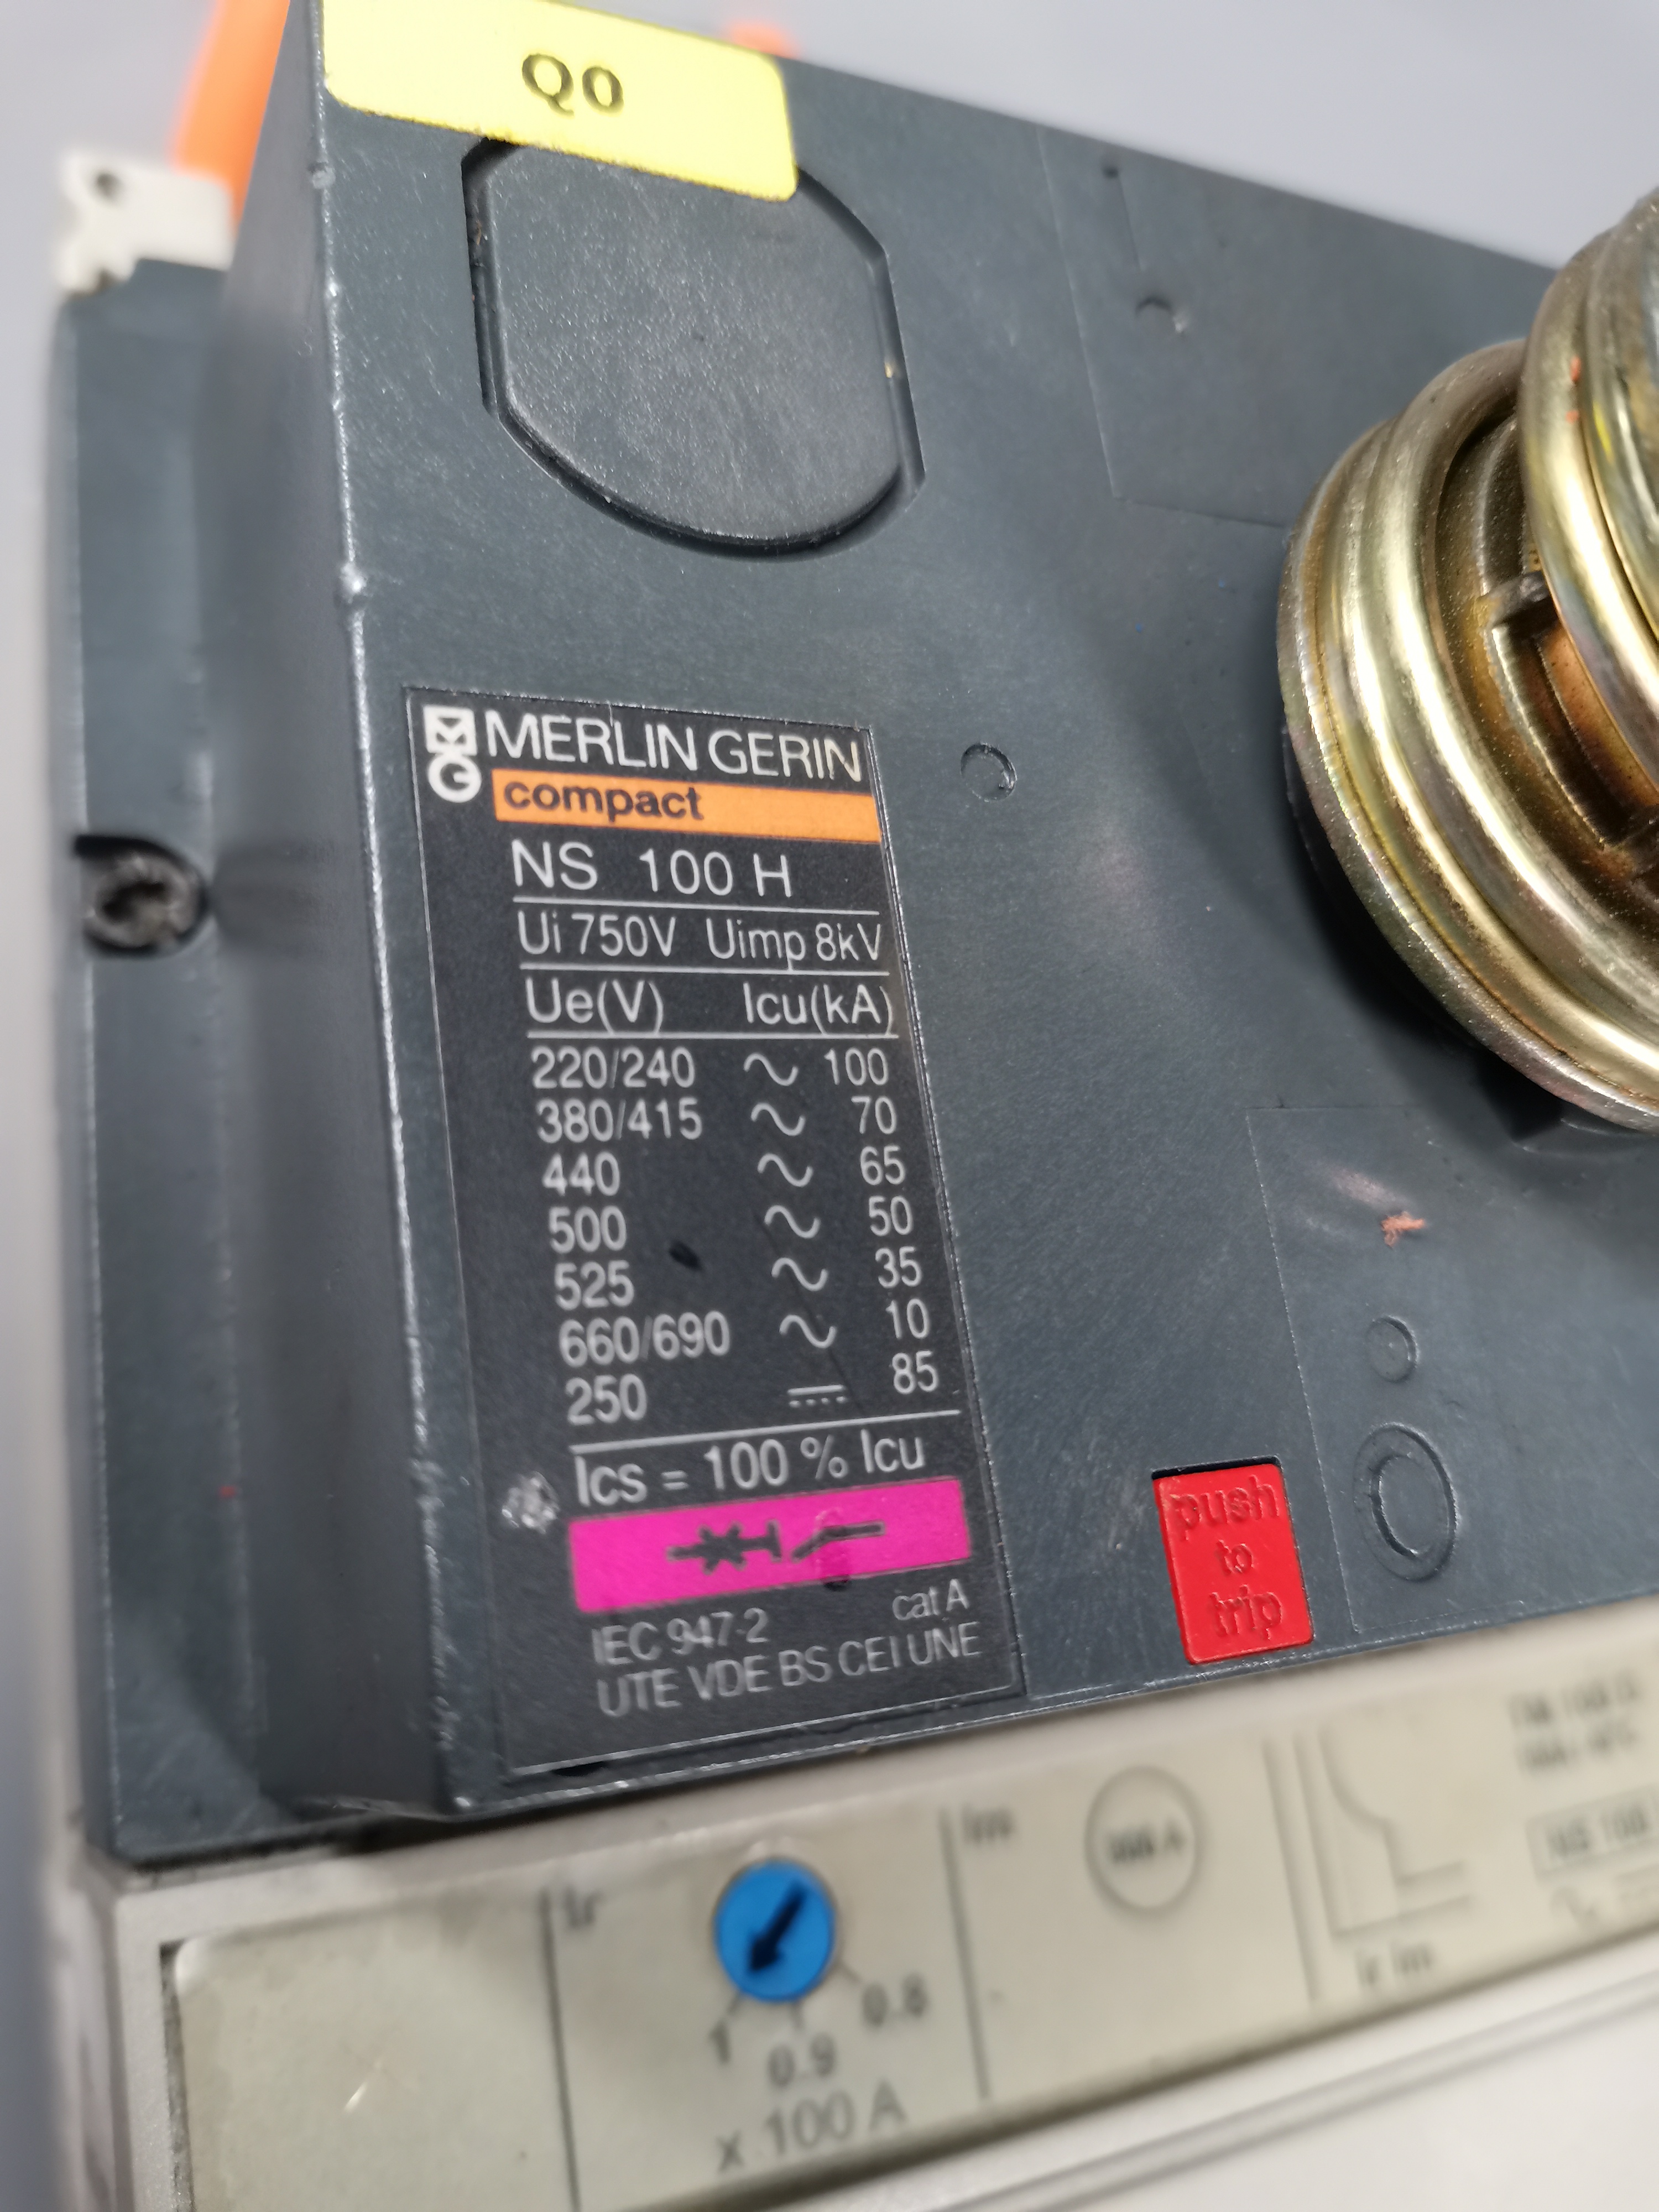 Q0
MERLIN GERIN
compact
NS 100 H
Ui 750V Uimp 8kV
Ue(V) Icu(kA)
220/240 ~ 100
380/415 ~ 70
440 ~ 65
500 ~ 50
525 ~ 35
660/690 ~ 10
250 ⎓ 85
Ics = 100 % Icu
IEC 947-2 cat A
UTE VDE BS CEI UNE
push
to
trip
Ir
Im
1
0.9
0.8
x 100 A
Ir Im